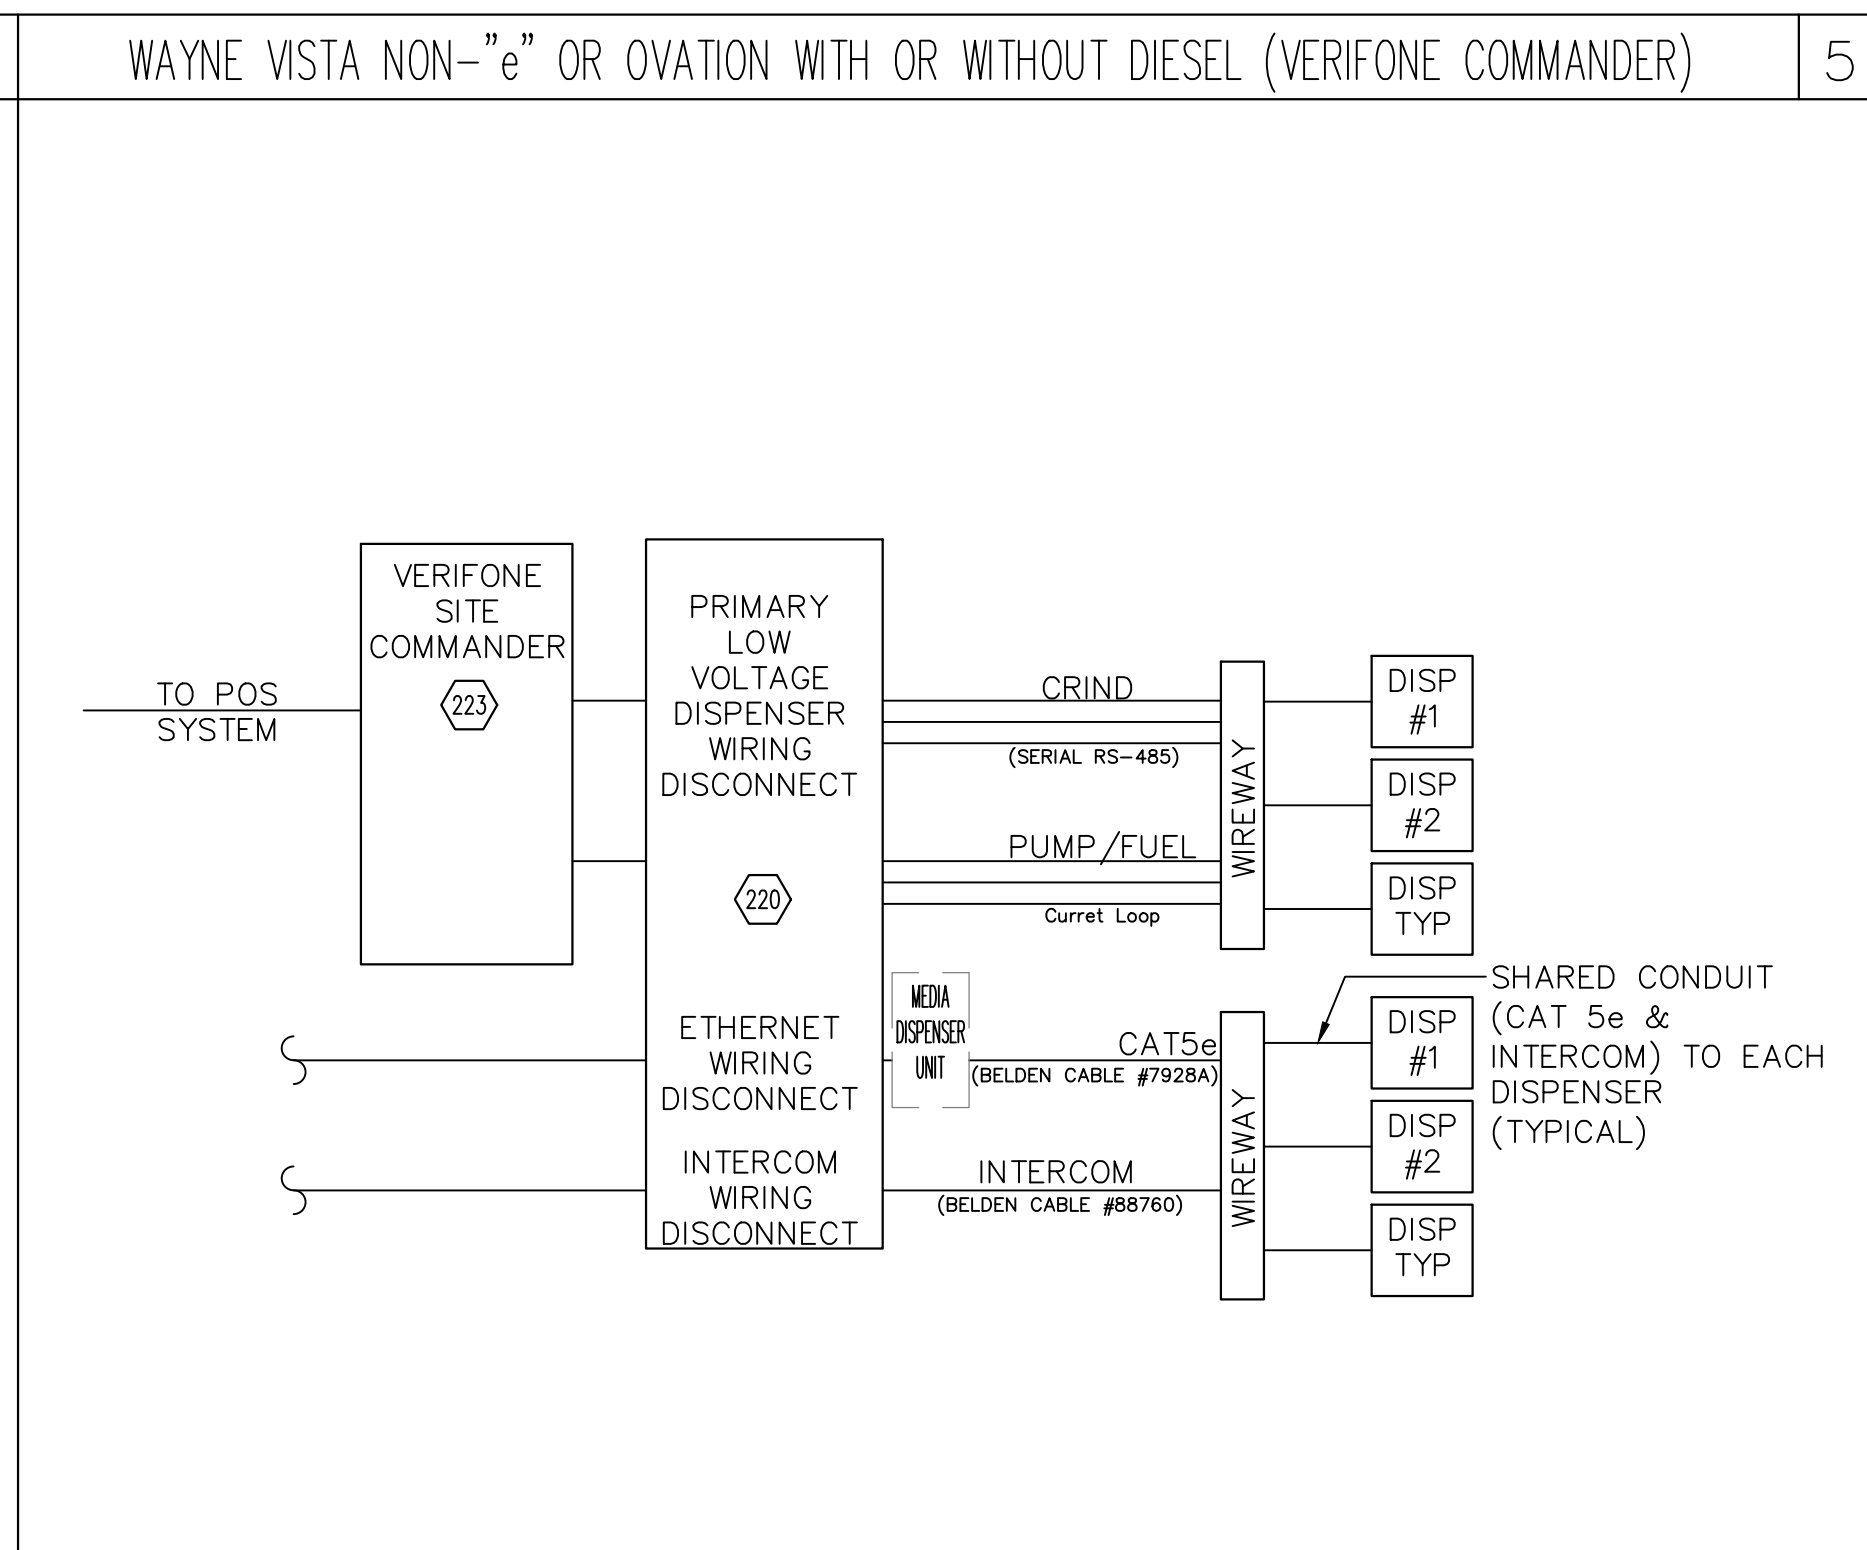 WAYNE VISTA NON-"e" OR OVATION WITH OR WITHOUT DIESEL (VERIFONE COMMANDER)
5
TO POS
SYSTEM
VERIFONE
SITE
COMMANDER
223
PRIMARY
LOW
VOLTAGE
DISPENSER
WIRING
DISCONNECT
220
ETHERNET
WIRING
DISCONNECT
INTERCOM
WIRING
DISCONNECT
CRIND
(SERIAL RS-485)
PUMP/FUEL
Curret Loop
MEDIA
DISPENSER
UNIT
CAT5e
(BELDEN CABLE #7928A)
INTERCOM
(BELDEN CABLE #88760)
WIREWAY
DISP
#1
DISP
#2
DISP
TYP
WIREWAY
DISP
#1
DISP
#2
DISP
TYP
SHARED CONDUIT
(CAT 5e &
INTERCOM) TO EACH
DISPENSER
(TYPICAL)